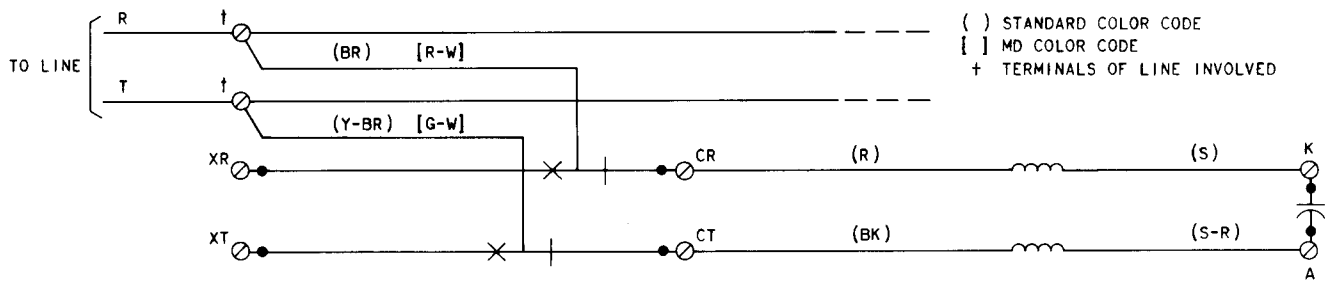 R † ( ) STANDARD COLOR CODE
(BR) [R-W] [ ] MD COLOR CODE
TO LINE † TERMINALS OF LINE INVOLVED
T †
(Y-BR) [G-W]
XR CR (R) (S) K
XT CT (BK) (S-R)
A